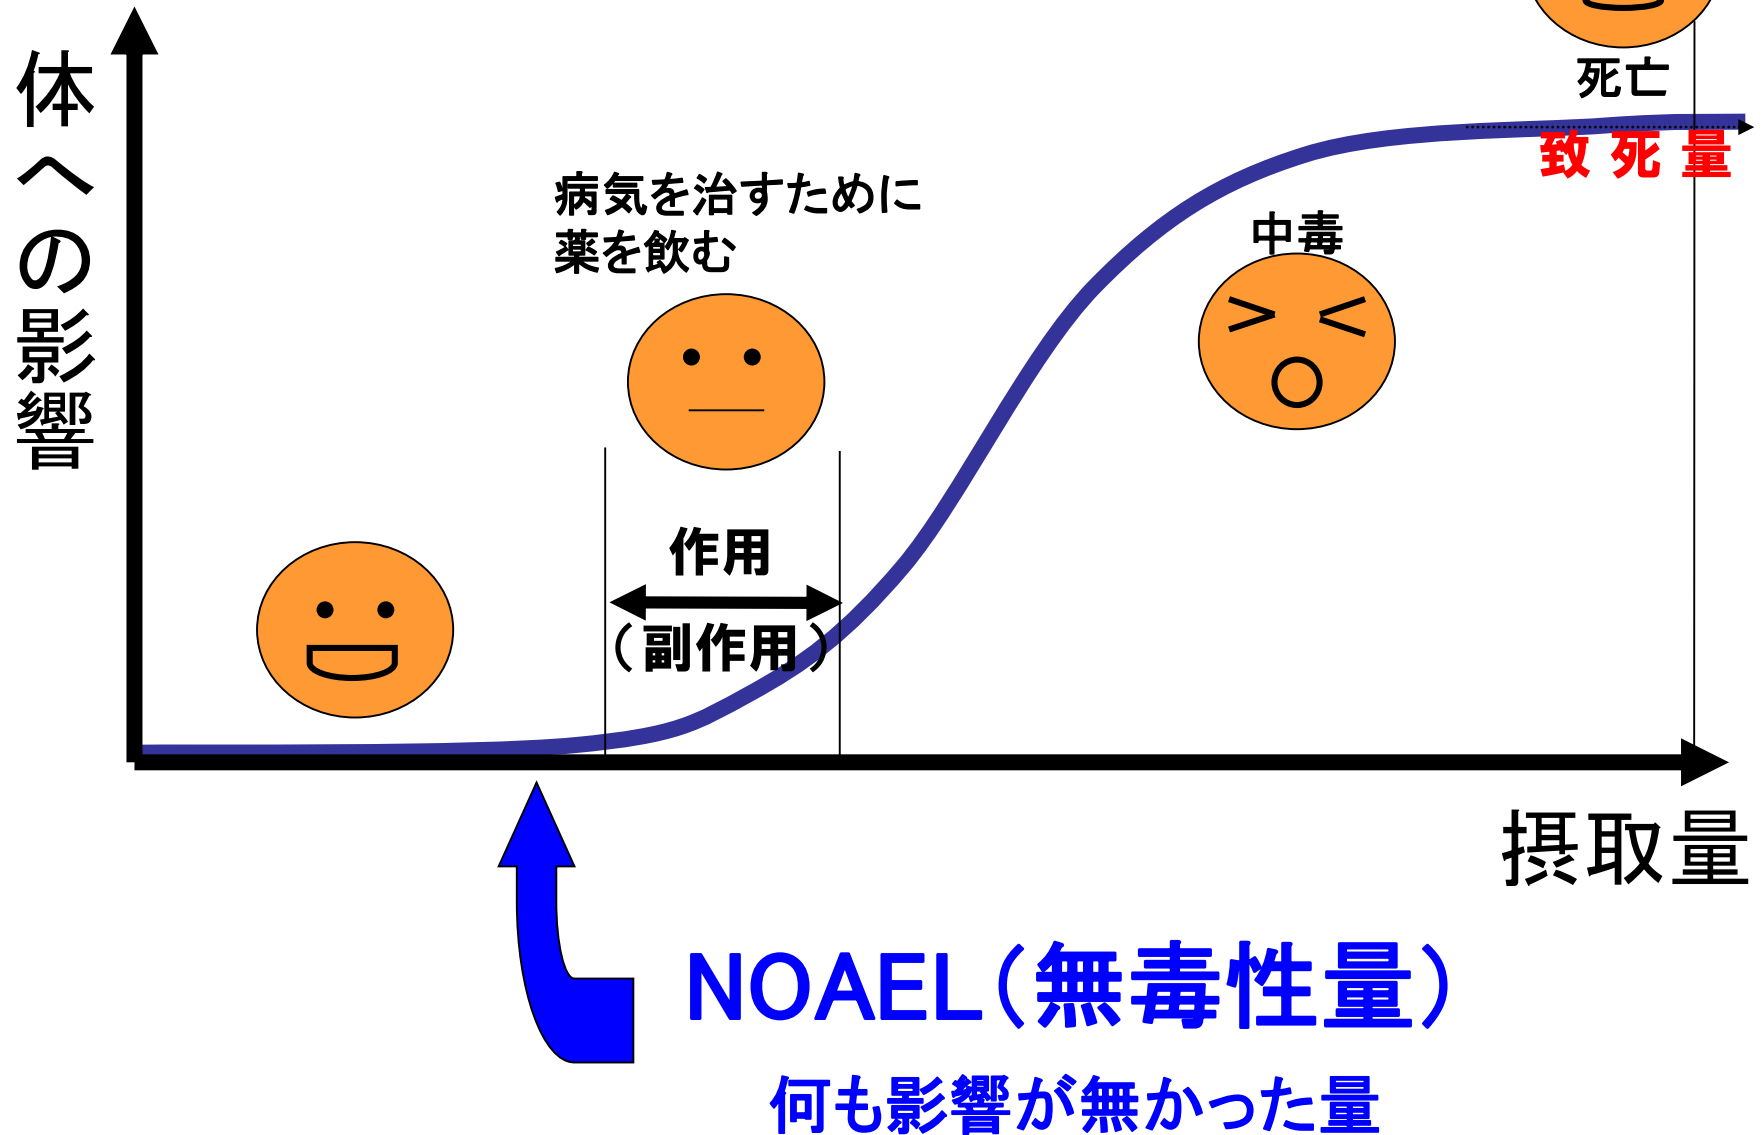 体への影響
死亡
致死量
病気を治すために
薬を飲む
中毒
作用
（副作用）
摂取量
NOAEL（無毒性量）
何も影響が無かった量